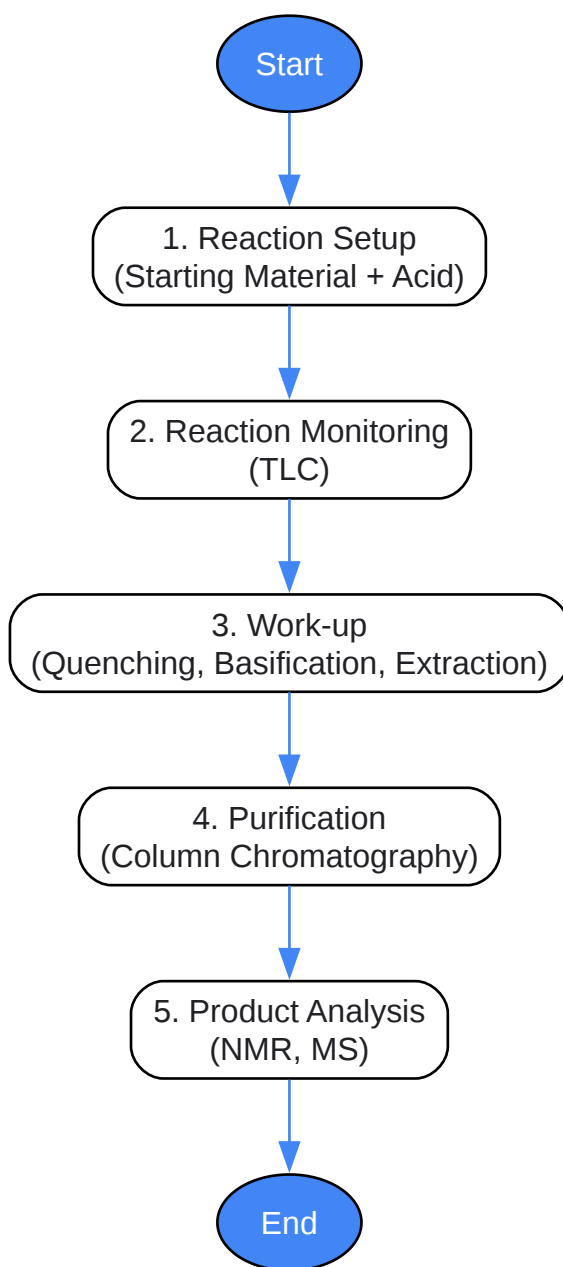 Start
1. Reaction Setup
(Starting Material + Acid)
2. Reaction Monitoring
(TLC)
3. Work-up
(Quenching, Basification, Extraction)
4. Purification
(Column Chromatography)
5. Product Analysis
(NMR, MS)
End